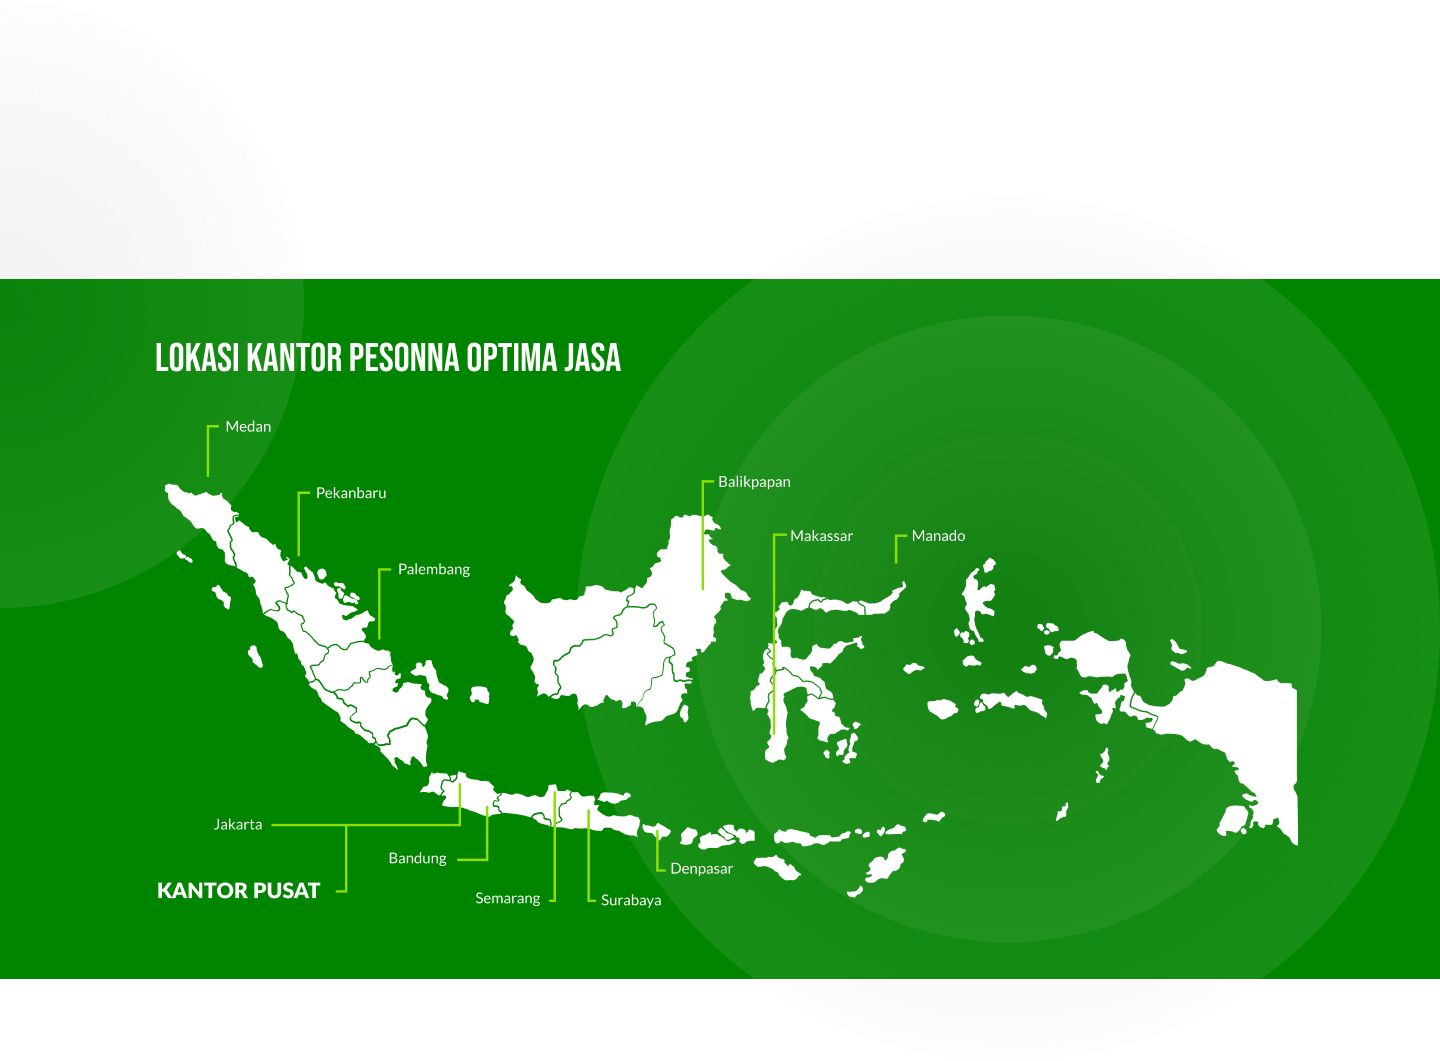 LOKASI KANTOR PESONNA OPTIMA JASA
Medan
Pekanbaru
Palembang
Balikpapan
Makassar
Manado
Jakarta
Bandung
KANTOR PUSAT
Semarang
Surabaya
Denpasar